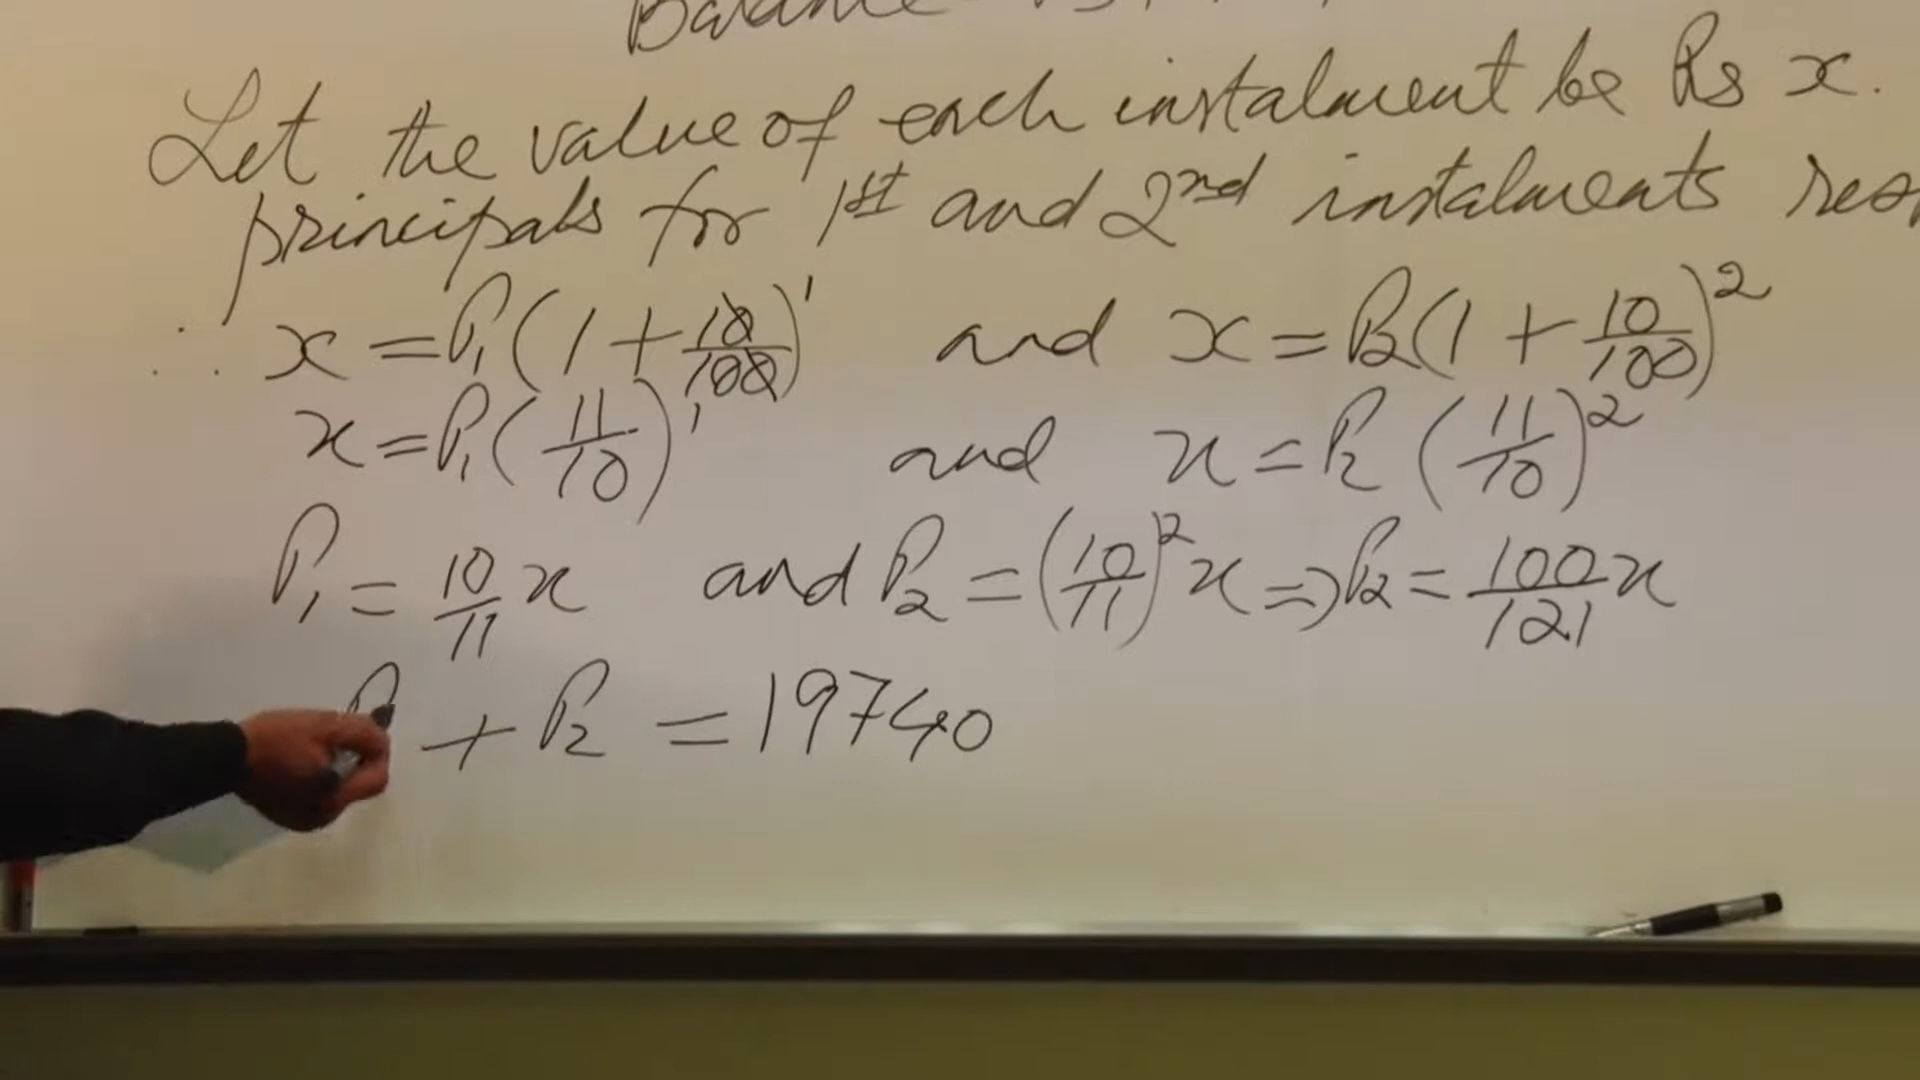 Balance
Let the value of each instalment be Rs x.
principals for 1st and 2nd instalments
∴ x = P₁(1 + 10/100)¹ and x = P₂(1 + 10/100)²
x = P₁(11/10)¹ and x = P₂(11/10)²
P₁ = 10/11 x and P₂ = (10/11)² x ⇒ P₂ = 100/121 x
P + P₂ = 19740